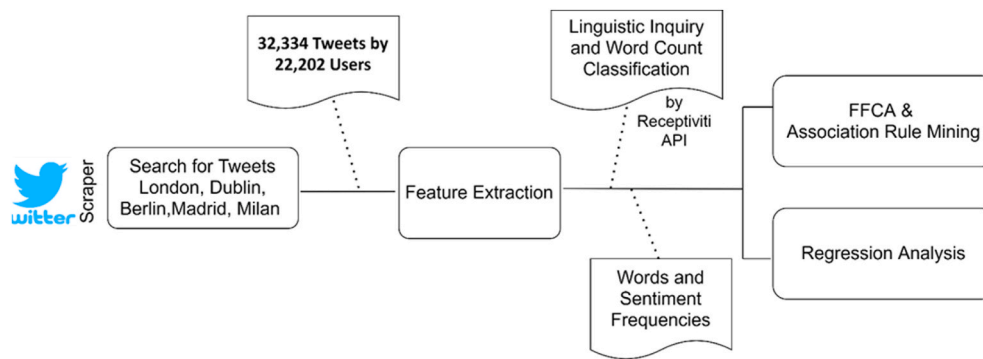 32,334 Tweets by
22,202 Users
Linguistic Inquiry
and Word Count
Classification
by
Receptiviti
API
witter
Scraper
Search for Tweets
London, Dublin,
Berlin,Madrid, Milan
Feature Extraction
FFCA &
Association Rule Mining
Words and
Sentiment
Frequencies
Regression Analysis